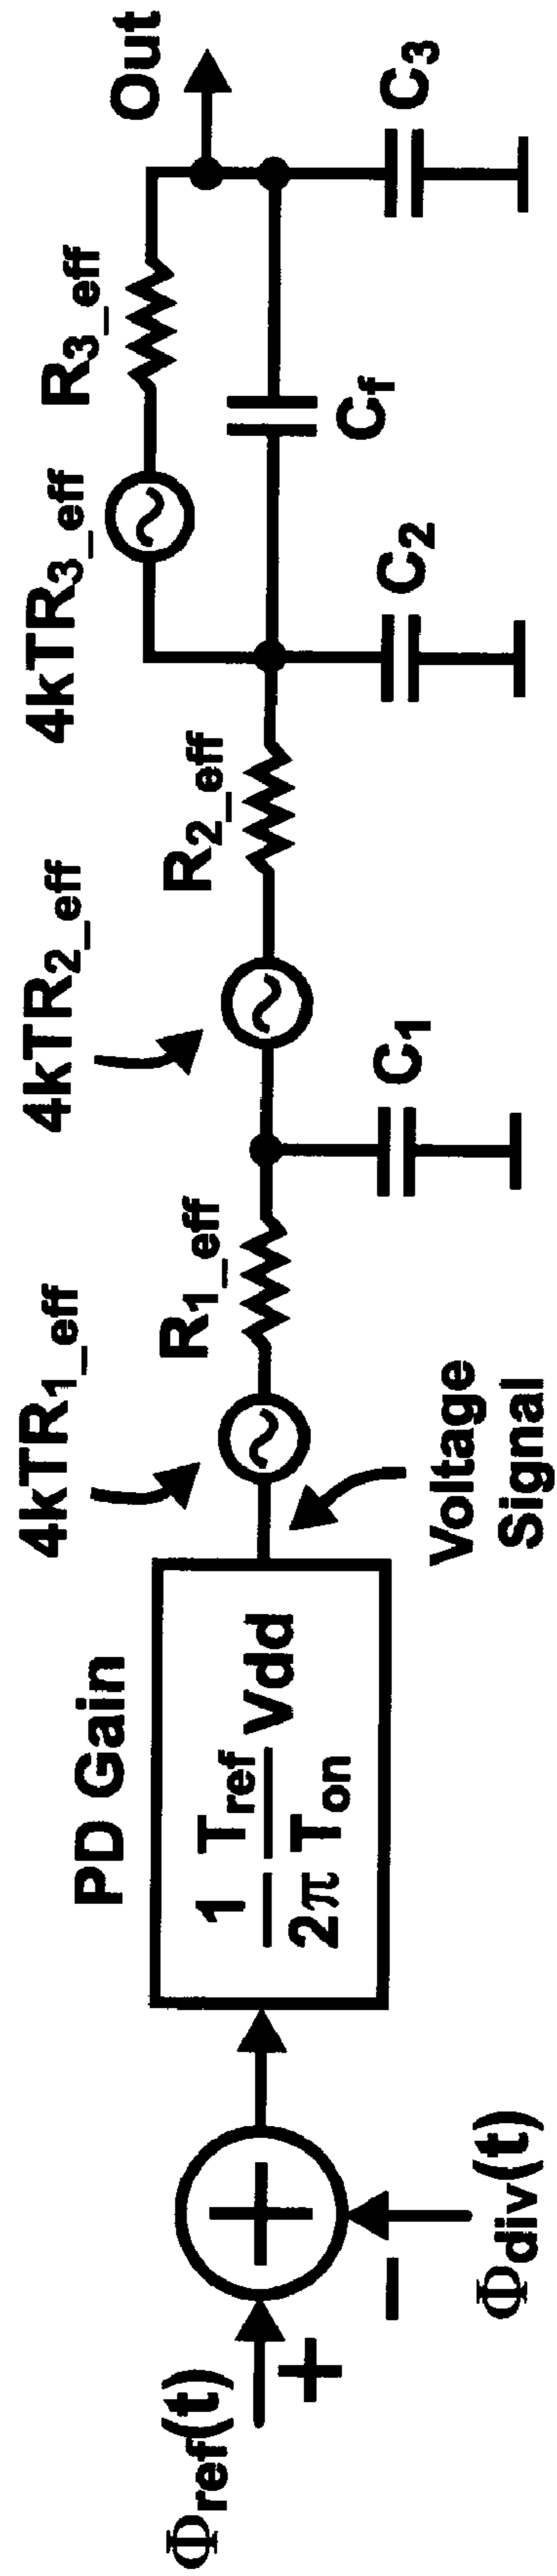 Φref(t)
+
−
Φdiv(t)
PD Gain
1 Tref Vdd
2π Ton
Voltage
Signal
4kTR1_eff
R1_eff
C1
4kTR2_eff
R2_eff
C2
4kTR3_eff
R3_eff
Cf
C3
Out